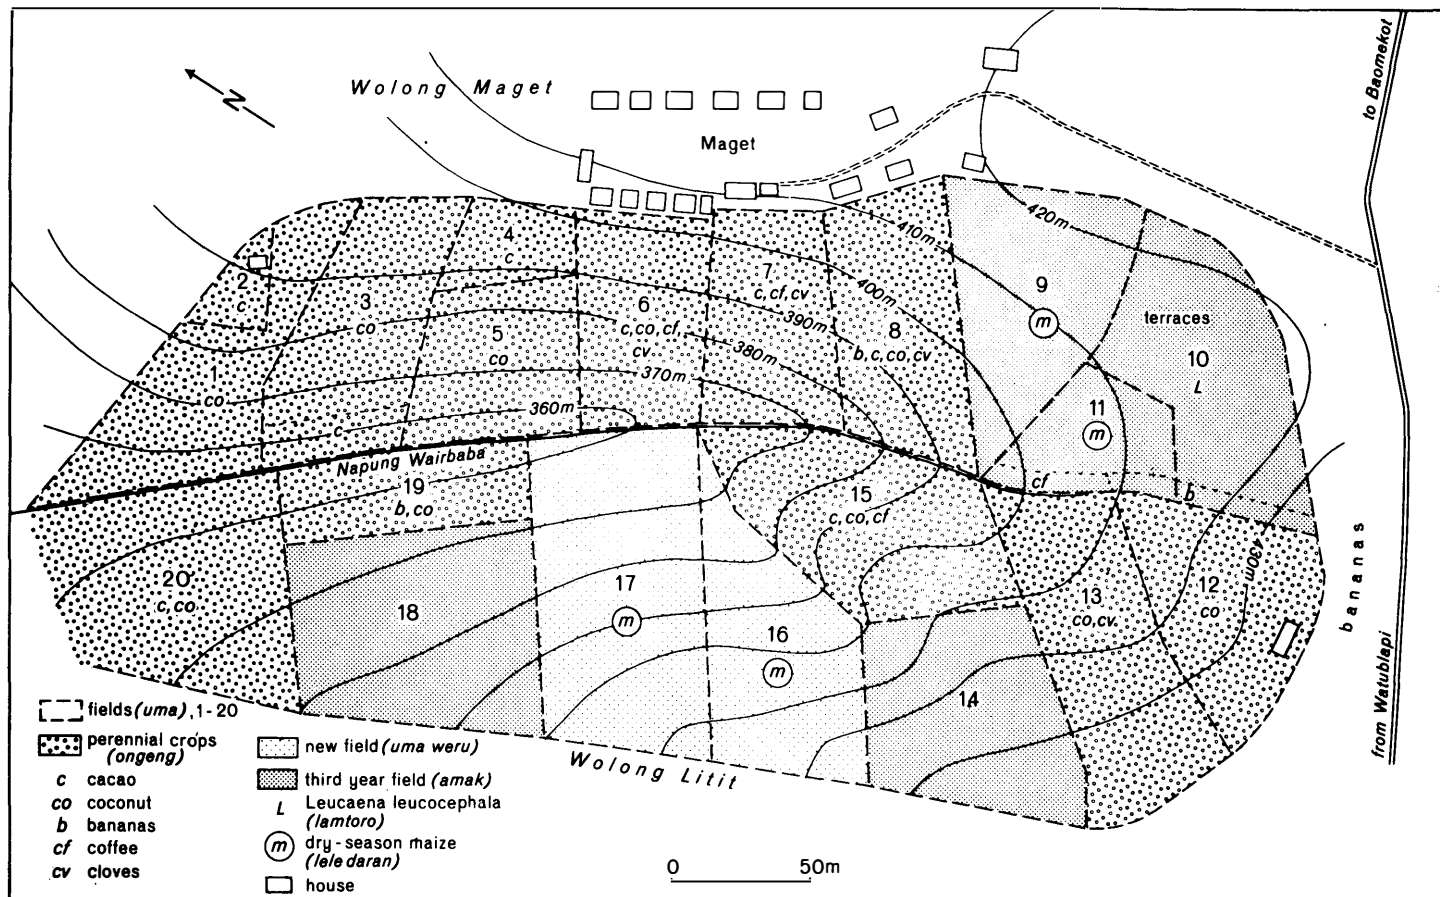 Wolong Maget
N
Maget
to Baomekot
420m
410m
400m
390m
380m
370m
360m
430m
4
c
2
c
3
co
7
c,cf,cv
9
m
6
c,co,cf,
cv
terraces
5
co
8
b,c,co,cv
10
L
1
co
c
11
m
Napung Wairbaba
cf
b
19
b,co
15
c,co,cf
bananas
20
c,co
18
17
m
16
m
13
co,cv
12
co
14
Wolong Litit
from Watublapi
fields (uma), 1-20
perennial crops
(ongeng)
c cacao
co coconut
b bananas
cf coffee
cv cloves
new field (uma weru)
third year field (amak)
L Leucaena leucocephala
(lamtoro)
m dry-season maize
(lele daran)
house
0 50m